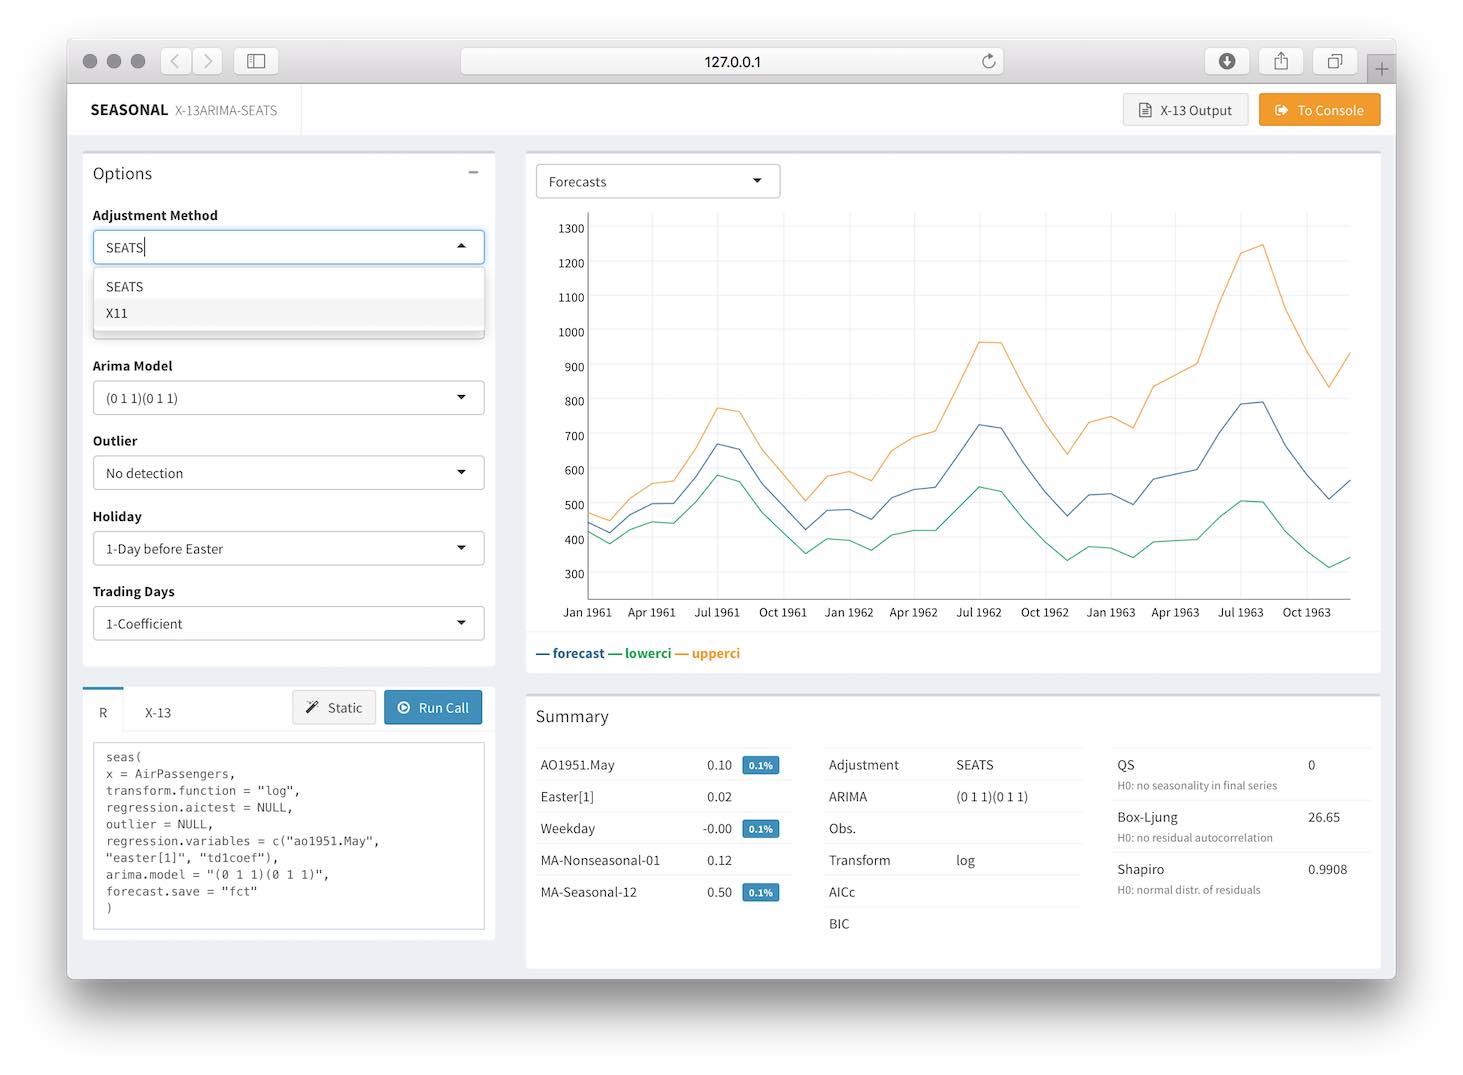 127.0.0.1
SEASONAL X-13ARIMA-SEATS
X-13 Output
To Console
Options
Adjustment Method
SEATS
SEATS
X11
Arima Model
(0 1 1)(0 1 1)
Outlier
No detection
Holiday
1-Day before Easter
Trading Days
1-Coefficient
R
X-13
Static
Run Call
seas(
x = AirPassengers,
transform.function = "log",
regression.aictest = NULL,
outlier = NULL,
regression.variables = c("ao1951.May",
"easter[1]", "td1coef"),
arima.model = "(0 1 1)(0 1 1)",
forecast.save = "fct"
)
Forecasts
1300
1200
1100
1000
900
800
700
600
500
400
300
Jan 1961 Apr 1961 Jul 1961 Oct 1961 Jan 1962 Apr 1962 Jul 1962 Oct 1962 Jan 1963 Apr 1963 Jul 1963 Oct 1963
forecast lowerci upperci
Summary
AO1951.May 0.10 0.1%
Easter[1] 0.02
Weekday -0.00 0.1%
MA-Nonseasonal-01 0.12
MA-Seasonal-12 0.50 0.1%
Adjustment SEATS
ARIMA (0 1 1)(0 1 1)
Obs.
Transform log
AICc
BIC
QS 0
H0: no seasonality in final series
Box-Ljung 26.65
H0: no residual autocorrelation
Shapiro 0.9908
H0: normal distr. of residuals